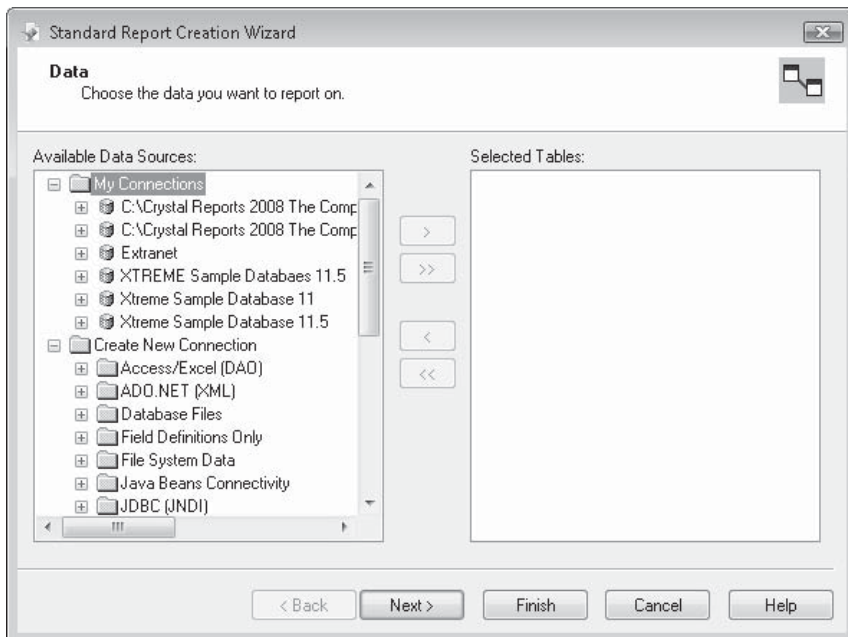 Standard Report Creation Wizard
Data
Choose the data you want to report on.
Available Data Sources:
My Connections
C:\Crystal Reports 2008 The Comp
C:\Crystal Reports 2008 The Comp
Extranet
XTREME Sample Databaes 11.5
Xtreme Sample Database 11
Xtreme Sample Database 11.5
Create New Connection
Access/Excel (DAO)
ADO.NET (XML)
Database Files
Field Definitions Only
File System Data
Java Beans Connectivity
JDBC (JNDI)
>
>>
<
<<
Selected Tables:
< Back
Next >
Finish
Cancel
Help